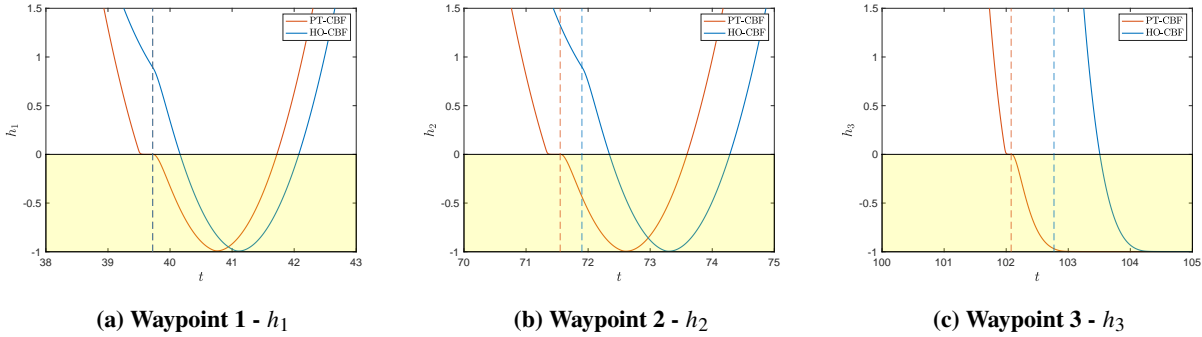 1.5
1
0.5
0
-0.5
-1
h₁
38 39 40 41 42 43
t
PT-CBF
HO-CBF
(a) Waypoint 1 - h₁
1.5
1
0.5
0
-0.5
-1
h₂
70 71 72 73 74 75
t
PT-CBF
HO-CBF
(b) Waypoint 2 - h₂
1.5
1
0.5
0
-0.5
-1
h₃
100 101 102 103 104 105
t
PT-CBF
HO-CBF
(c) Waypoint 3 - h₃